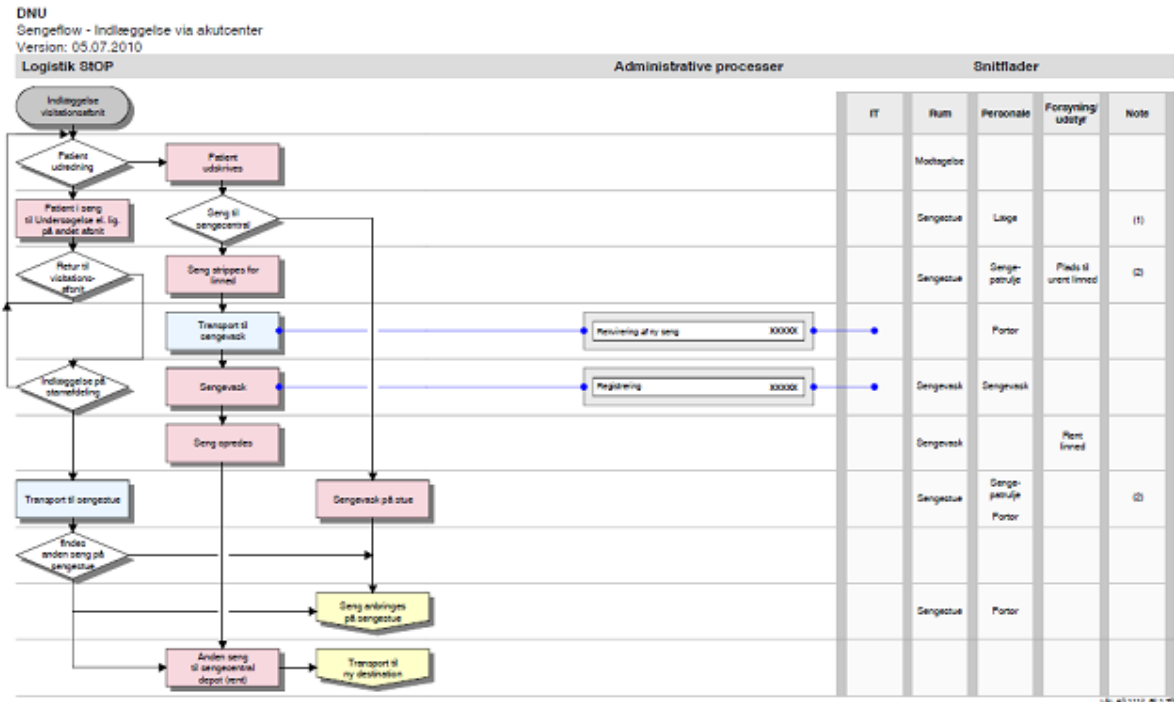 DNU
Sengeflow - Indlæggelse via akutcenter
Version: 05.07.2010
Logistik StOP
Administrative processer
Snitflader
Indlæggelse
visitationsafsnit
IT
Rum
Personale
Forsyning/
udstyr
Note
Patient
udredning
Patient
udskrives
Modtagelse
Patient i seng
til Undersøgelse el. lig.
på andet afsnit
Seng til
sengecentral
Sengestue
Læge
(1)
Retur til
visitations-
afsnit
Seng strippes for
linned
Sengestue
Senge-
patrulje
Plads til
urent linned
(2)
Transport til
sengevask
Rekvirering af ny seng
XXXXX
Portør
Indlæggelse på
stamafdeling
Sengevask
Registrering
XXXXX
Sengevask
Sengevask
Seng opredes
Sengevask
Rent
linned
Transport til sengestue
Sengevask på stue
Sengestue
Senge-
patrulje
Portør
(2)
findes
anden seng på
sengestue
Seng anbringes
på sengestue
Sengestue
Portør
Anden seng
til sengecentral
depot (rent)
Transport til
ny destination